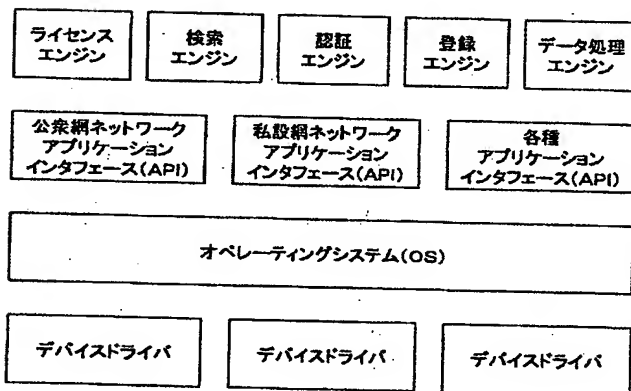 ライセンス
エンジン
検索
エンジン
認証
エンジン
登録
エンジン
データ処理
エンジン
公衆網ネットワーク
アプリケーション
インタフェース(API)
私設網ネットワーク
アプリケーション
インタフェース(API)
各種
アプリケーション
インタフェース(API)
オペレーティングシステム(OS)
デバイスドライバ
デバイスドライバ
デバイスドライバ